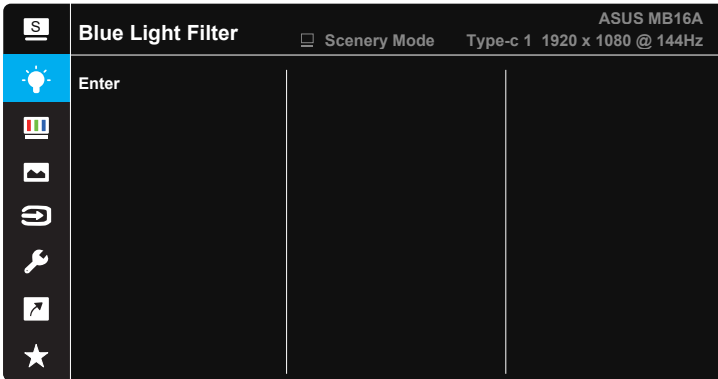 S
ASUS MB16A
Blue Light Filter
Scenery Mode Type-c 1 1920 x 1080 @ 144Hz
Enter